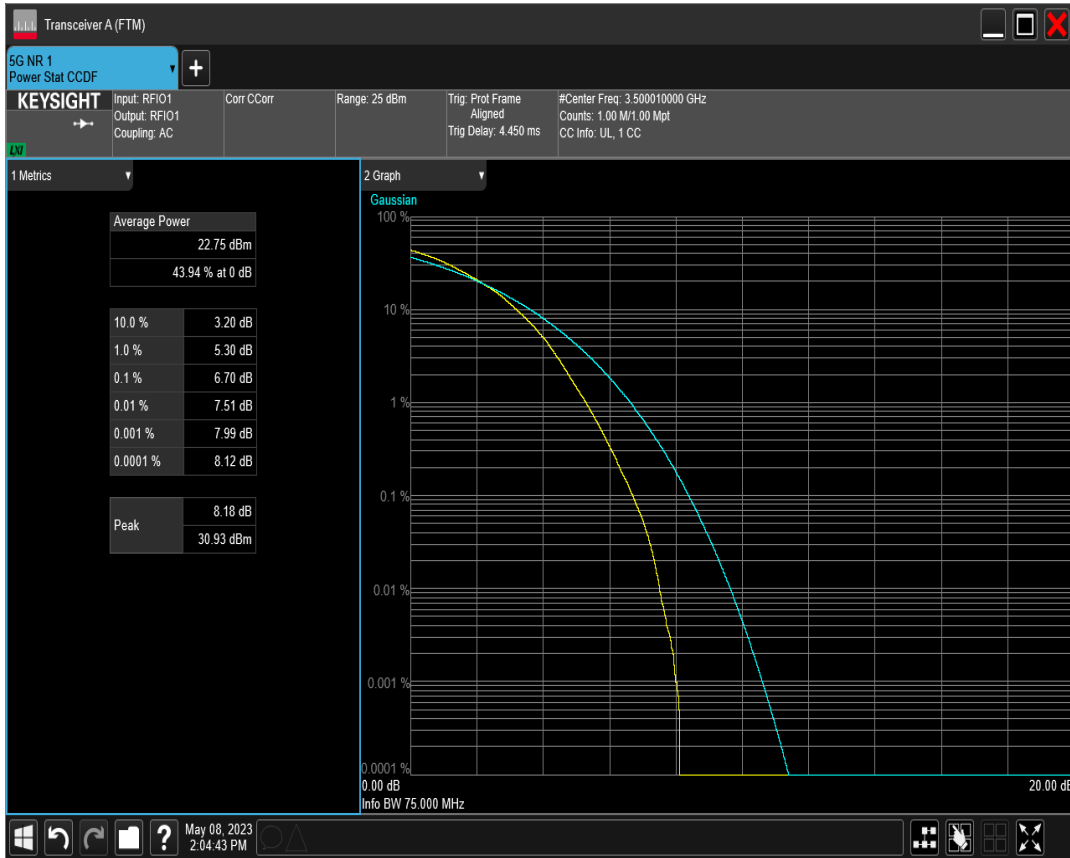 Transceiver A (FTM)
5G NR 1
Power Stat CCDF
KEYSIGHT
LXI
Input: RFIO1
Output: RFIO1
Coupling: AC
Corr CCorr
Range: 25 dBm
Trig: Prot Frame
Aligned
Trig Delay: 4.450 ms
#Center Freq: 3.500010000 GHz
Counts: 1.00 M/1.00 Mpt
CC Info: UL, 1 CC
1 Metrics
Average Power
22.75 dBm
43.94 % at 0 dB
10.0 % 3.20 dB
1.0 % 5.30 dB
0.1 % 6.70 dB
0.01 % 7.51 dB
0.001 % 7.99 dB
0.0001 % 8.12 dB
Peak
8.18 dB
30.93 dBm
2 Graph
Gaussian
100 %
10 %
1 %
0.1 %
0.01 %
0.001 %
0.0001 %
0.00 dB 20.00 dB
Info BW 75.000 MHz
?
May 08, 2023
2:04:43 PM